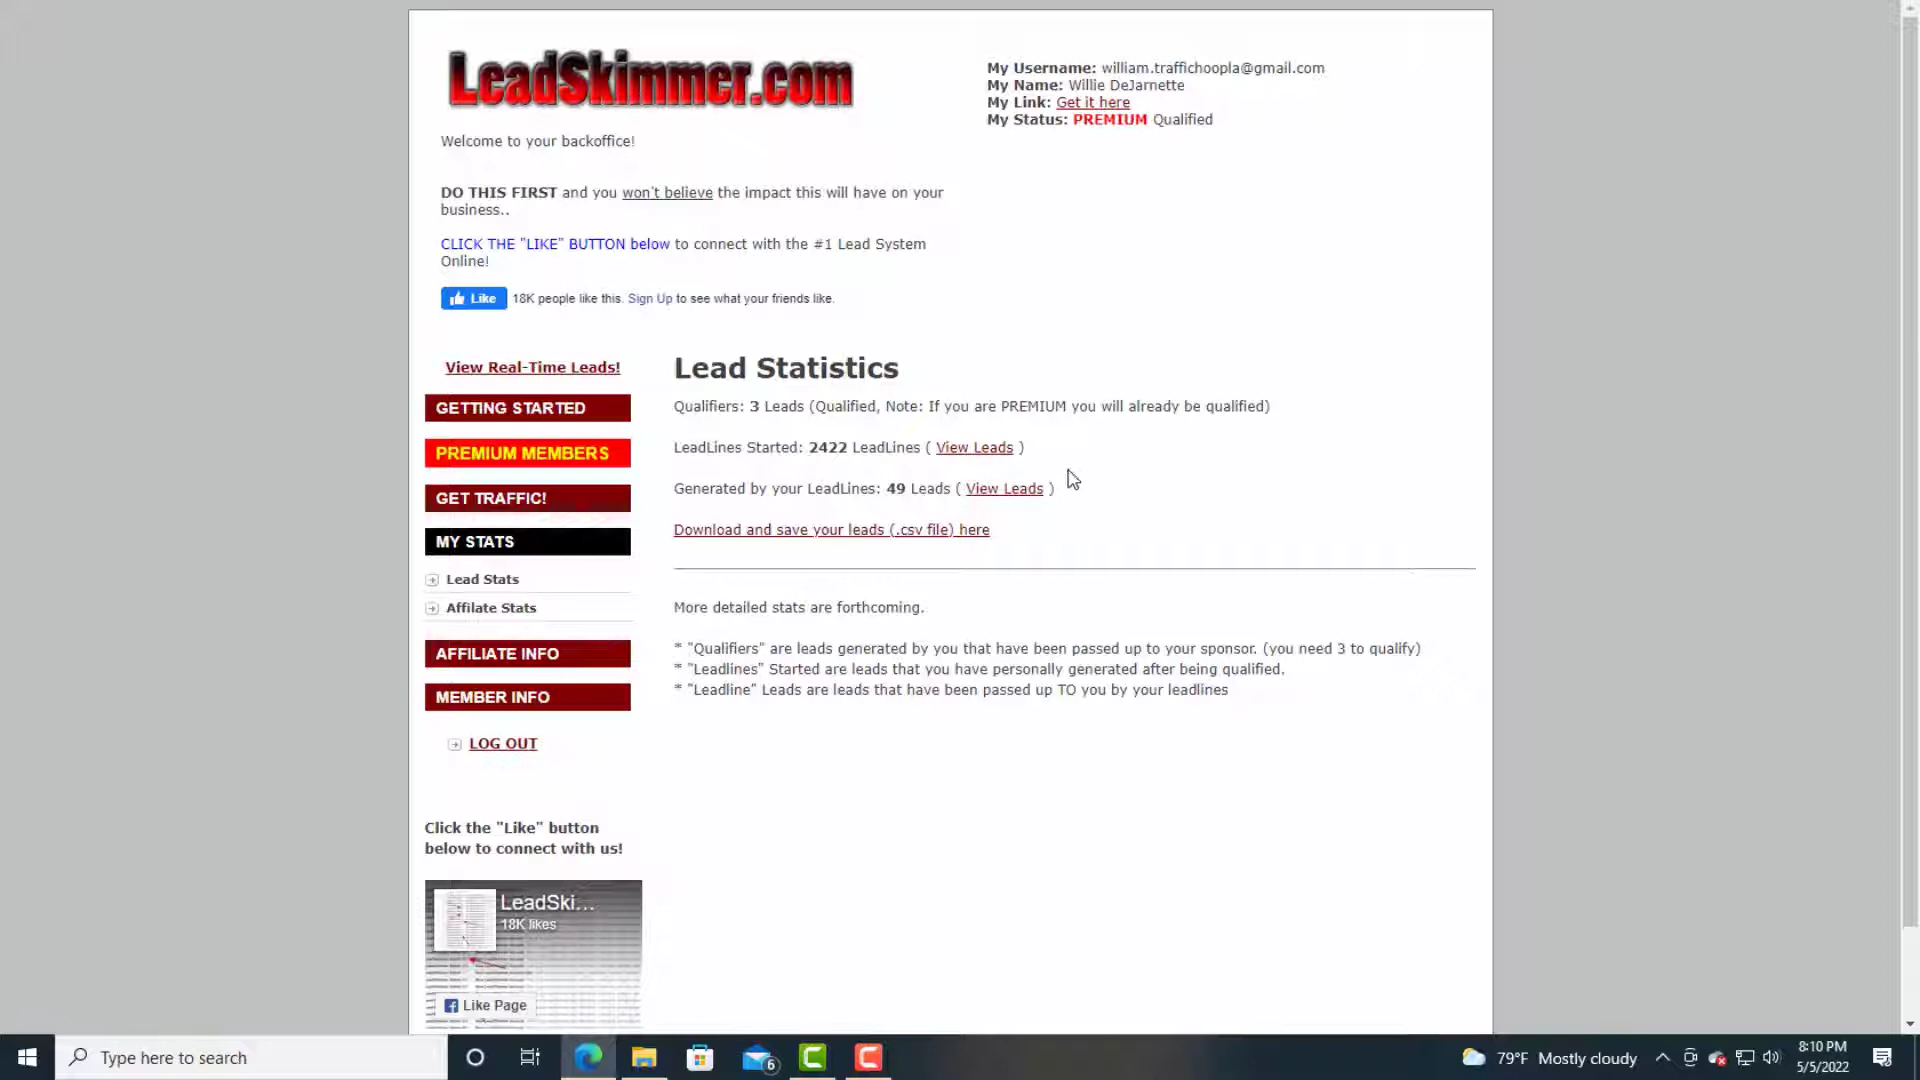 LeadSkimmer.com
My Username: william.traffichoopla@gmail.com
My Name: Willie DeJarnette
My Link: Get it here
My Status: PREMIUM Qualified
Welcome to your backoffice!
DO THIS FIRST and you won't believe the impact this will have on your
business..
CLICK THE "LIKE" BUTTON below to connect with the #1 Lead System
Online!
Like 18K people like this. Sign Up to see what your friends like.
View Real-Time Leads!
GETTING STARTED
PREMIUM MEMBERS
GET TRAFFIC!
MY STATS
Lead Stats
Affilate Stats
AFFILIATE INFO
MEMBER INFO
LOG OUT
Click the "Like" button
below to connect with us!
LeadSki...
18K likes
Like Page
Lead Statistics
Qualifiers: 3 Leads (Qualified, Note: If you are PREMIUM you will already be qualified)
LeadLines Started: 2422 LeadLines ( View Leads )
Generated by your LeadLines: 49 Leads ( View Leads )
Download and save your leads (.csv file) here
More detailed stats are forthcoming.
* "Qualifiers" are leads generated by you that have been passed up to your sponsor. (you need 3 to qualify)
* "Leadlines" Started are leads that you have personally generated after being qualified.
* "Leadline" Leads are leads that have been passed up TO you by your leadlines
Type here to search
6
79°F Mostly cloudy
8:10 PM
5/5/2022